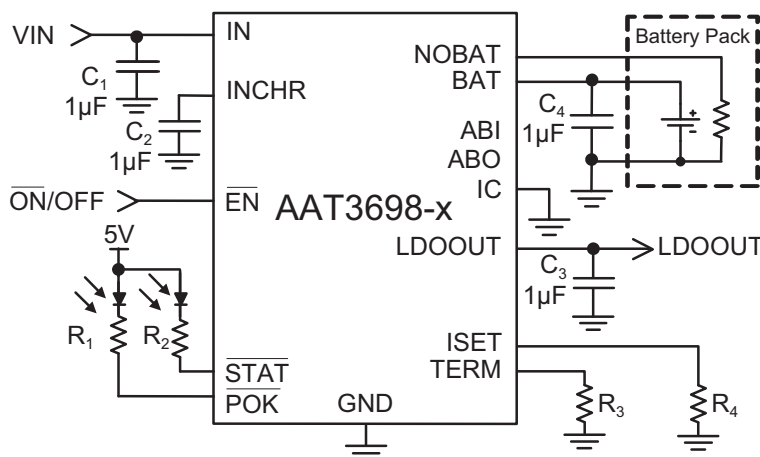 VIN
IN
C1
1µF
INCHR
C2
1µF
ON/OFF
EN
5V
R1
R2
STAT
POK
AAT3698-x
GND
NOBAT
BAT
ABI
ABO
IC
LDOOUT
ISET
TERM
Battery Pack
+
-
C4
1µF
LDOOUT
C3
1µF
R3
R4